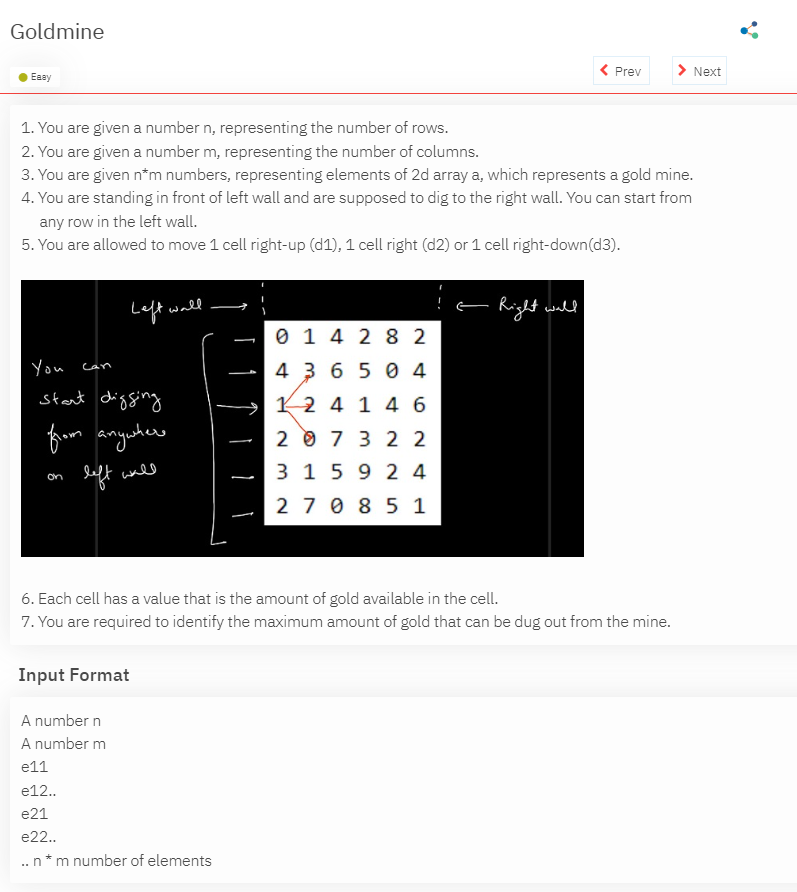 Goldmine
Easy
Prev
Next
1. You are given a number n, representing the number of rows.
2. You are given a number m, representing the number of columns.
3. You are given n*m numbers, representing elements of 2d array a, which represents a gold mine.
4. You are standing in front of left wall and are supposed to dig to the right wall. You can start from
any row in the left wall.
5. You are allowed to move 1 cell right-up (d1), 1 cell right (d2) or 1 cell right-down(d3).
Left wall
Right wall
0 1 4 2 8 2
You can
4 3 6 5 0 4
start digging
1 2 4 1 4 6
from anywhere
2 0 7 3 2 2
on left wall
3 1 5 9 2 4
2 7 0 8 5 1
6. Each cell has a value that is the amount of gold available in the cell.
7. You are required to identify the maximum amount of gold that can be dug out from the mine.
Input Format
A number n
A number m
e11
e12..
e21
e22..
.. n * m number of elements